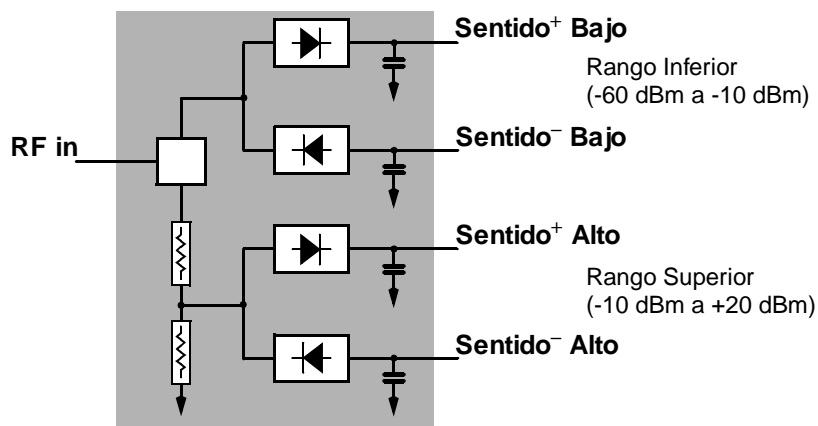 Sentido⁺ Bajo
Rango Inferior
(-60 dBm a -10 dBm)
RF in
Sentido⁻ Bajo
Sentido⁺ Alto
Rango Superior
(-10 dBm a +20 dBm)
Sentido⁻ Alto